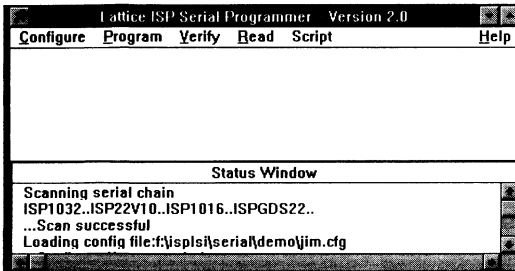 Lattice ISP Serial Programmer Version 2.0
Configure Program Verify Read Script Help
Status Window
Scanning serial chain
ISP1032..ISP22V10..ISP1016..ISPGDS22..
...Scan successful
Loading config file:f:\isplsi\serial\demo\jim.cfg